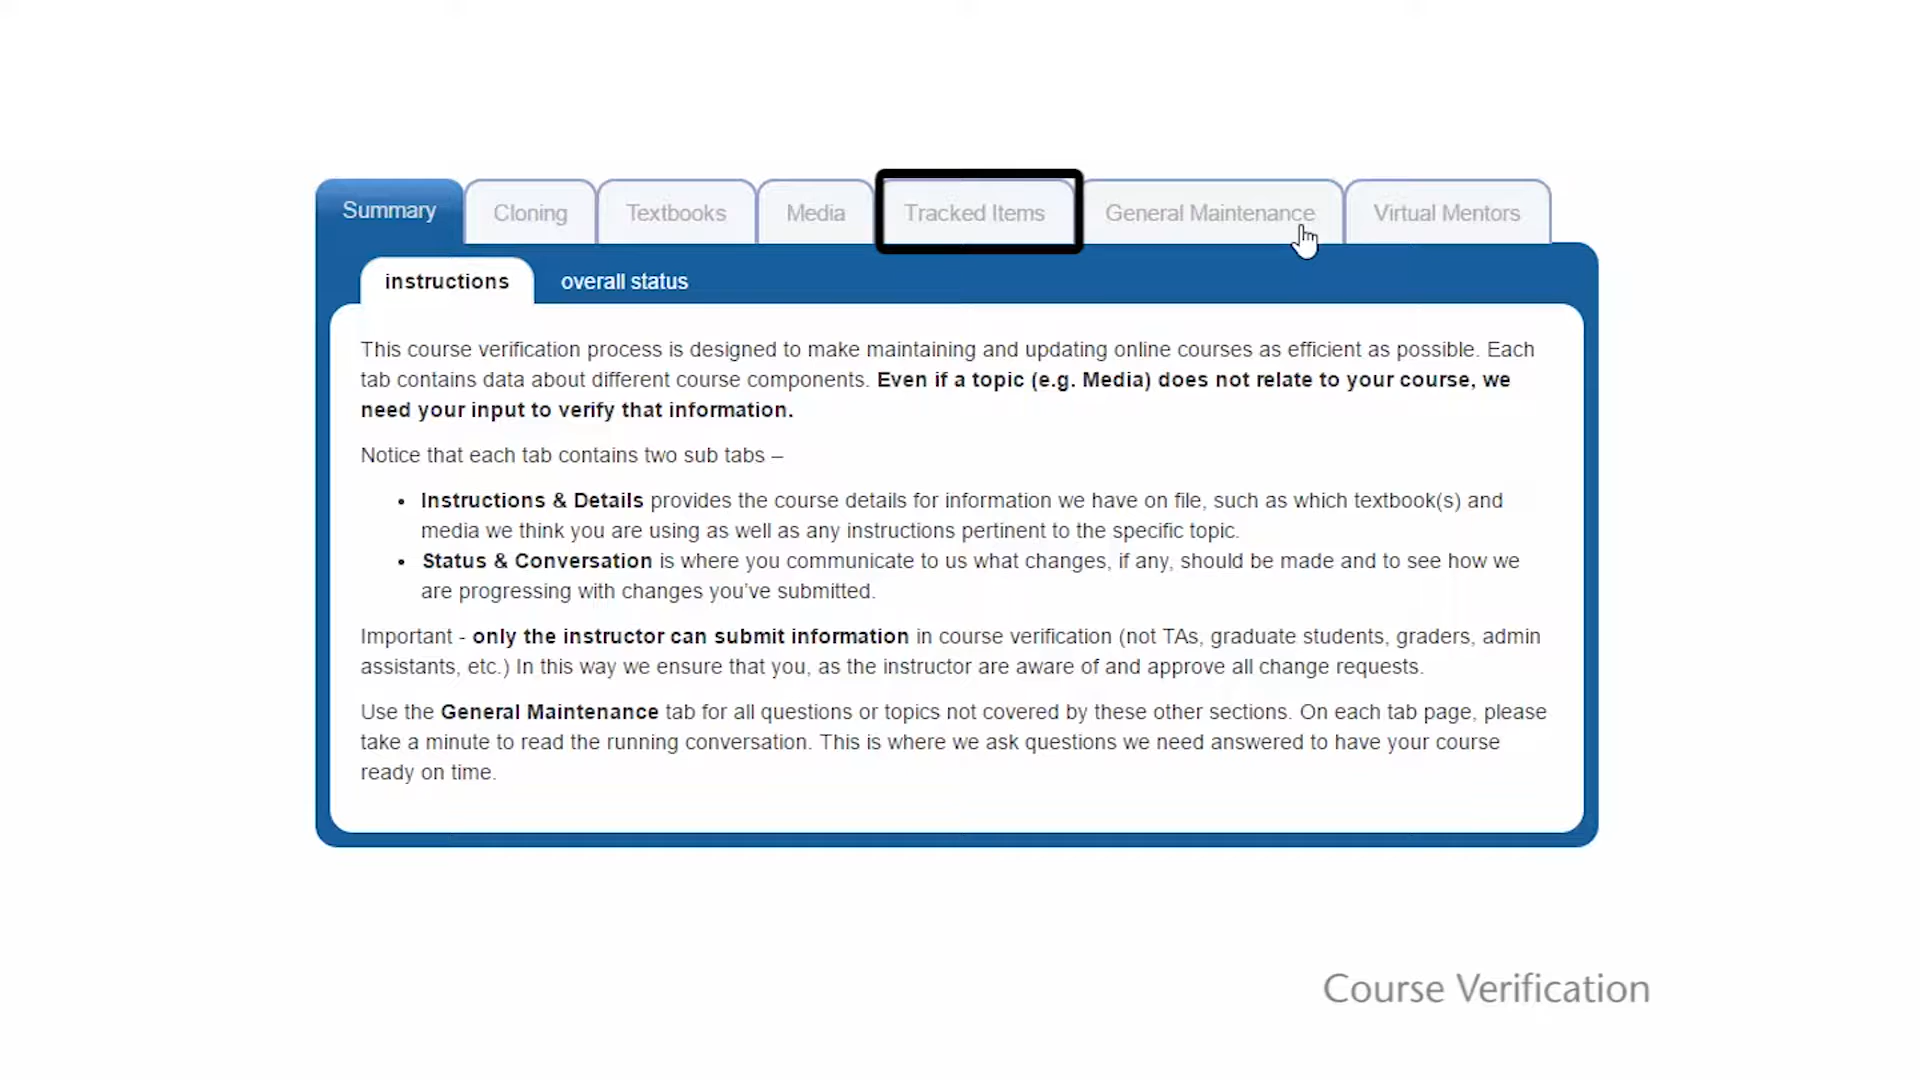 Summary Cloning Textbooks Media Tracked Items General Maintenance Virtual Mentors
instructions overall status
This course verification process is designed to make maintaining and updating online courses as efficient as possible. Each
tab contains data about different course components. Even if a topic (e.g. Media) does not relate to your course, we
need your input to verify that information.
Notice that each tab contains two sub tabs –
• Instructions & Details provides the course details for information we have on file, such as which textbook(s) and
media we think you are using as well as any instructions pertinent to the specific topic.
• Status & Conversation is where you communicate to us what changes, if any, should be made and to see how we
are progressing with changes you've submitted.
Important - only the instructor can submit information in course verification (not TAs, graduate students, graders, admin
assistants, etc.) In this way we ensure that you, as the instructor are aware of and approve all change requests.
Use the General Maintenance tab for all questions or topics not covered by these other sections. On each tab page, please
take a minute to read the running conversation. This is where we ask questions we need answered to have your course
ready on time.
Course Verification